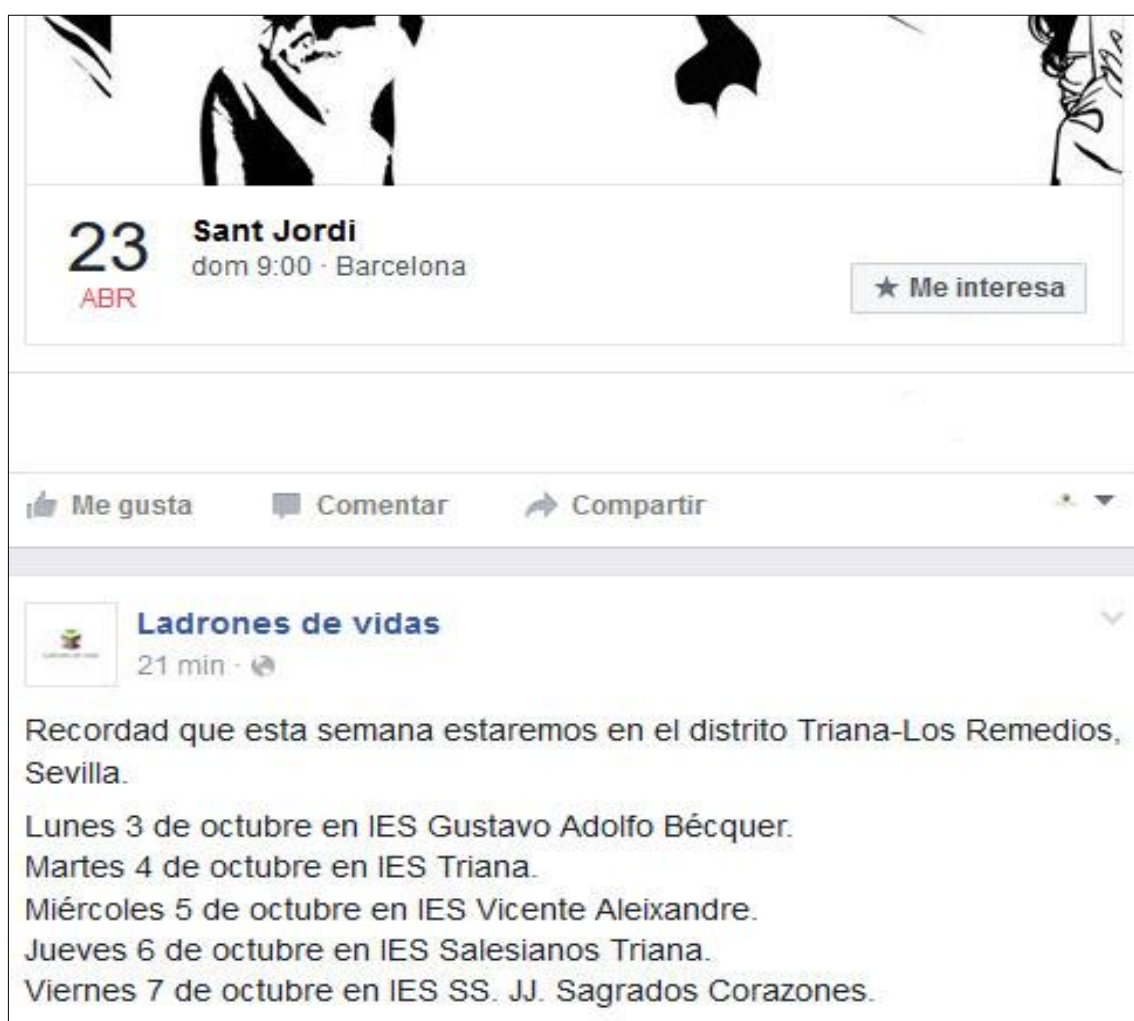 23
ABR
Sant Jordi
dom 9:00 · Barcelona
★ Me interesa
Me gusta
Comentar
Compartir
Ladrones de vidas
21 min ·
Recordad que esta semana estaremos en el distrito Triana-Los Remedios,
Sevilla.
Lunes 3 de octubre en IES Gustavo Adolfo Bécquer.
Martes 4 de octubre en IES Triana.
Miércoles 5 de octubre en IES Vicente Aleixandre.
Jueves 6 de octubre en IES Salesianos Triana.
Viernes 7 de octubre en IES SS. JJ. Sagrados Corazones.